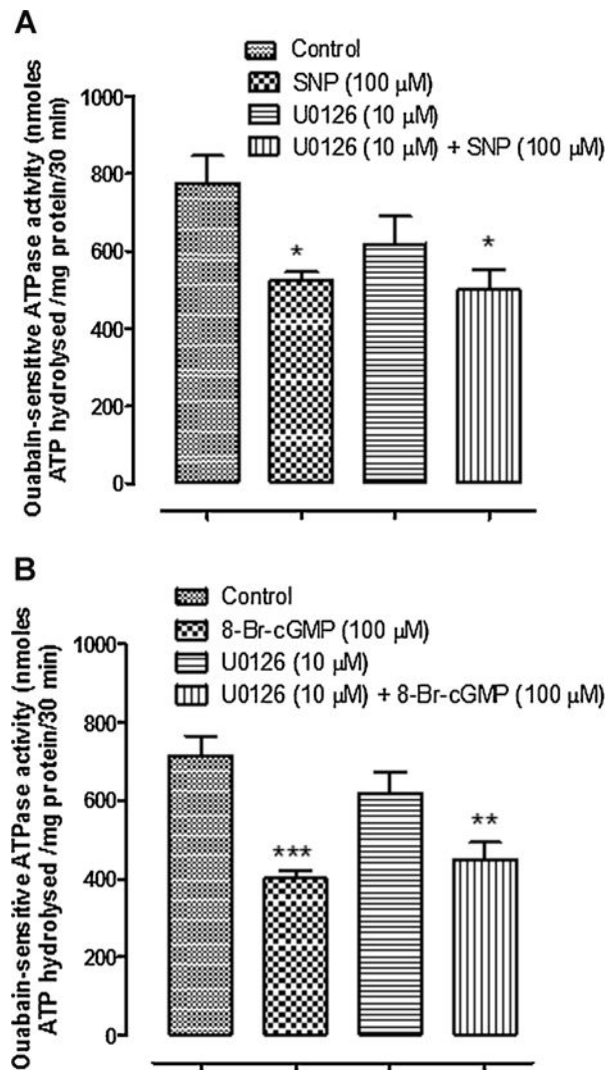 A
Control
SNP (100 µM)
U0126 (10 µM)
U0126 (10 µM) + SNP (100 µM)
Ouabain-sensitive ATPase activity (nmoles
ATP hydrolysed /mg protein/30 min)
1000
800
600
400
200
0
*
*
B
Control
8-Br-cGMP (100 µM)
U0126 (10 µM)
U0126 (10 µM) + 8-Br-cGMP (100 µM)
Ouabain-sensitive ATPase activity (nmoles
ATP hydrolysed /mg protein/30 min)
1000
800
600
400
200
0
***
**